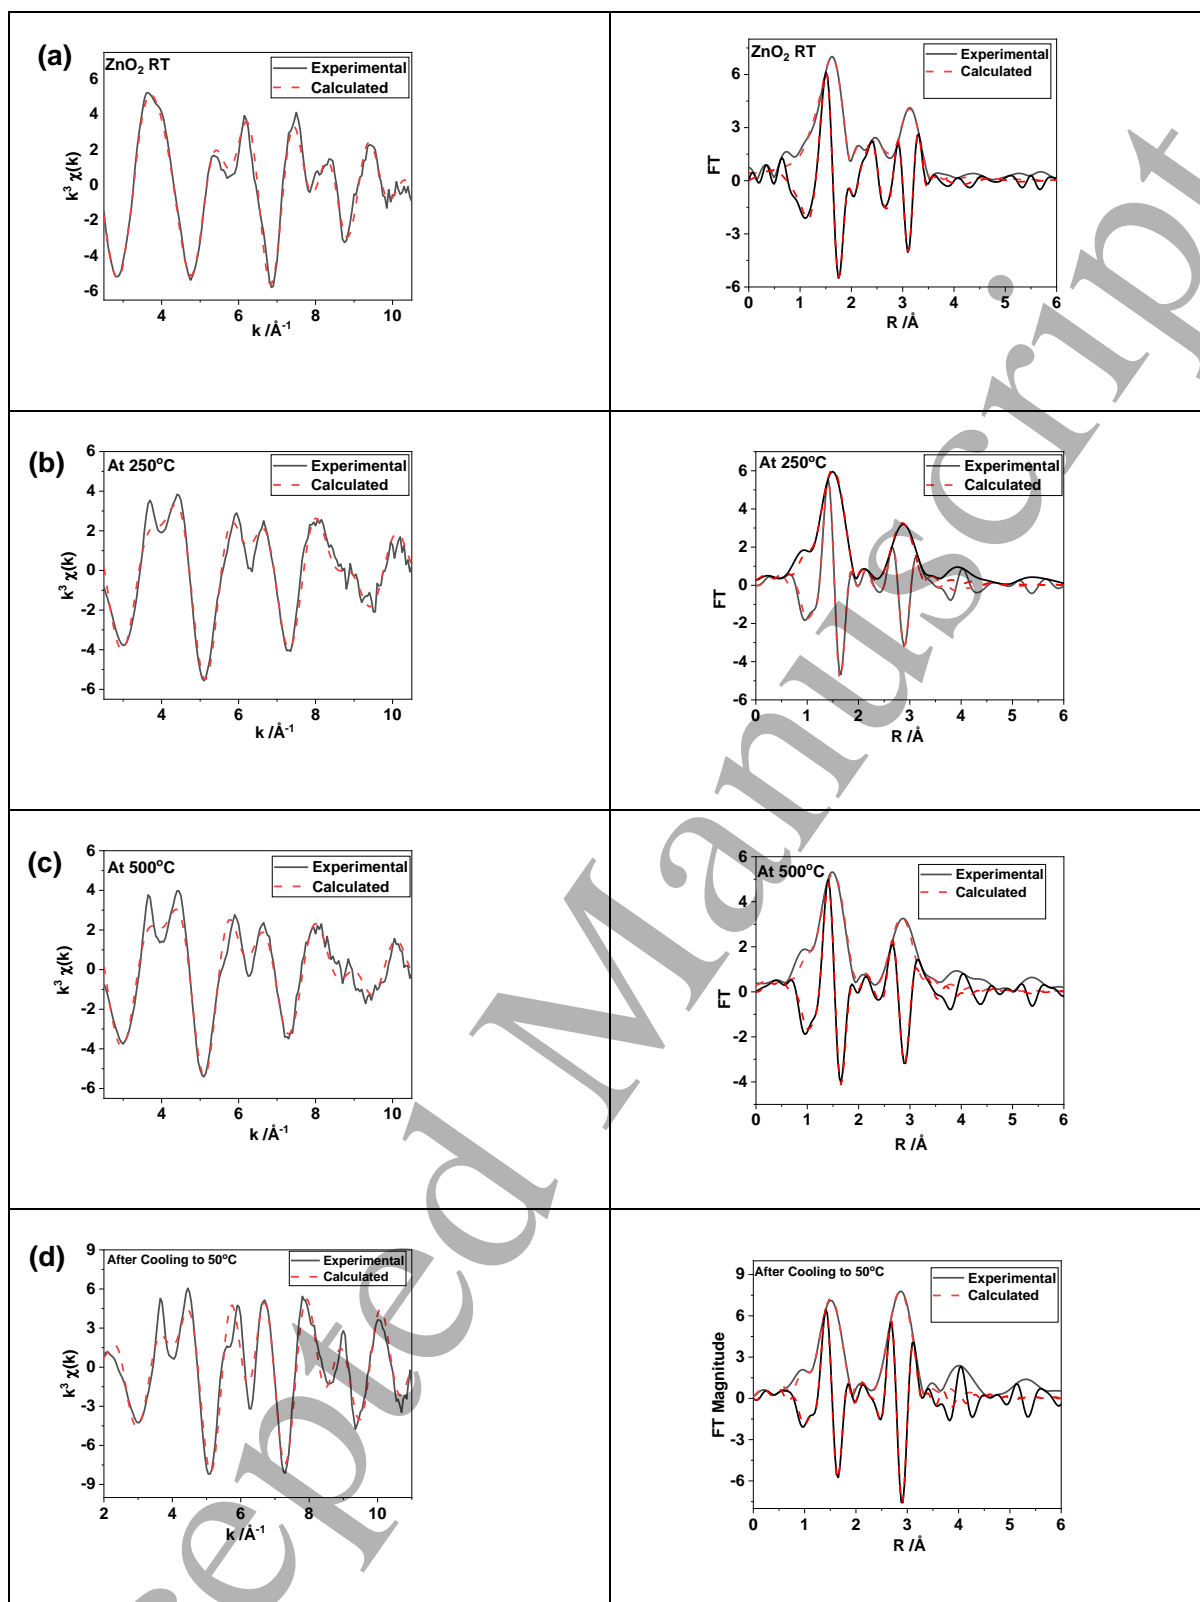 (a)
ZnO2 RT
Experimental
Calculated
6
4
2
0
-2
-4
-6
k³ χ(k)
4 6 8 10
k /Å⁻¹
ZnO2 RT
Experimental
Calculated
6
3
0
-3
-6
FT
0 1 2 3 4 5 6
R /Å
(b)
At 250ºC
Experimental
Calculated
6
4
2
0
-2
-4
-6
k³ χ(k)
4 6 8 10
k /Å⁻¹
At 250ºC
Experimental
Calculated
6
4
2
0
-2
-4
-6
FT
0 1 2 3 4 5 6
R /Å
(c)
At 500ºC
Experimental
Calculated
6
4
2
0
-2
-4
-6
k³ χ(k)
4 6 8 10
k /Å⁻¹
At 500ºC
Experimental
Calculated
6
4
2
0
-2
-4
FT
0 1 2 3 4 5 6
R /Å
(d)
After Cooling to 50ºC
Experimental
Calculated
9
6
3
0
-3
-6
-9
k³ χ(k)
2 4 6 8 10
k /Å⁻¹
After Cooling to 50ºC
Experimental
Calculated
9
6
3
0
-3
-6
FT Magnitude
0 1 2 3 4 5 6
R /Å
epted Manuscript